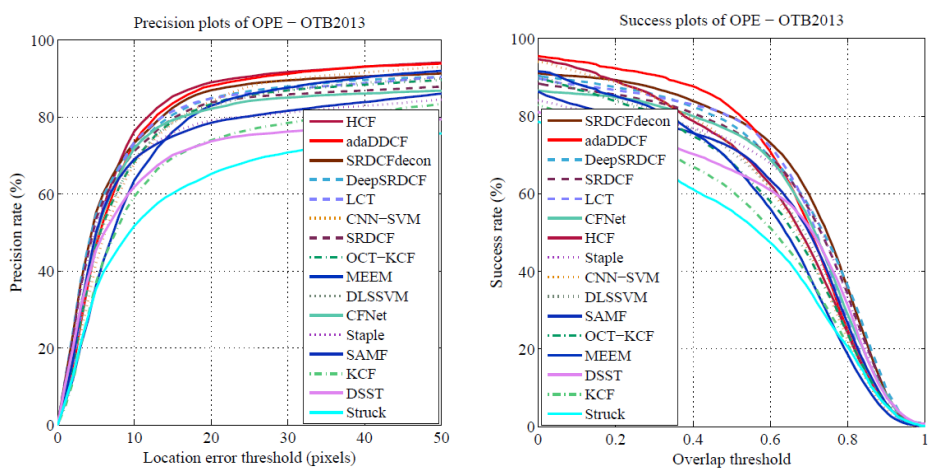 Precision plots of OPE − OTB2013
Precision rate (%)
100
80
60
40
20
0
0 10 20 30 40 50
Location error threshold (pixels)
HCF
adaDDCF
SRDCFdecon
DeepSRDCF
LCT
CNN−SVM
SRDCF
OCT−KCF
MEEM
DLSSVM
CFNet
Staple
SAMF
KCF
DSST
Struck
Success plots of OPE − OTB2013
Success rate (%)
100
80
60
40
20
0
0 0.2 0.4 0.6 0.8 1
Overlap threshold
SRDCFdecon
adaDDCF
DeepSRDCF
SRDCF
LCT
CFNet
HCF
Staple
CNN−SVM
DLSSVM
SAMF
OCT−KCF
MEEM
DSST
KCF
Struck